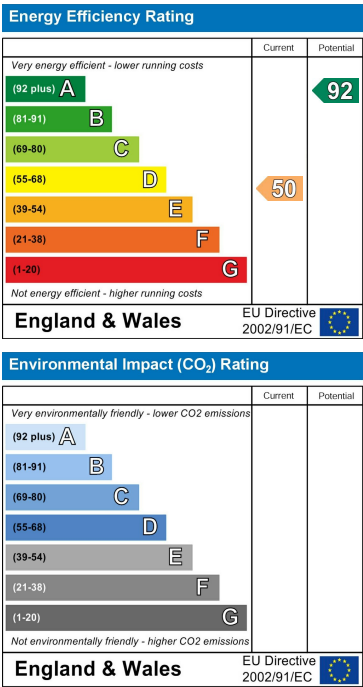 Energy Efficiency Rating
Current Potential
Very energy efficient - lower running costs
(92 plus) A 92
(81-91) B
(69-80) C
(55-68) D
50
(39-54) E
(21-38) F
(1-20) G
Not energy efficient - higher running costs
England & Wales EU Directive 2002/91/EC
Environmental Impact (CO2) Rating
Current Potential
Very environmentally friendly - lower CO2 emissions
(92 plus) A
(81-91) B
(69-80) C
(55-68) D
(39-54) E
(21-38) F
(1-20) G
Not environmentally friendly - higher CO2 emissions
England & Wales EU Directive 2002/91/EC